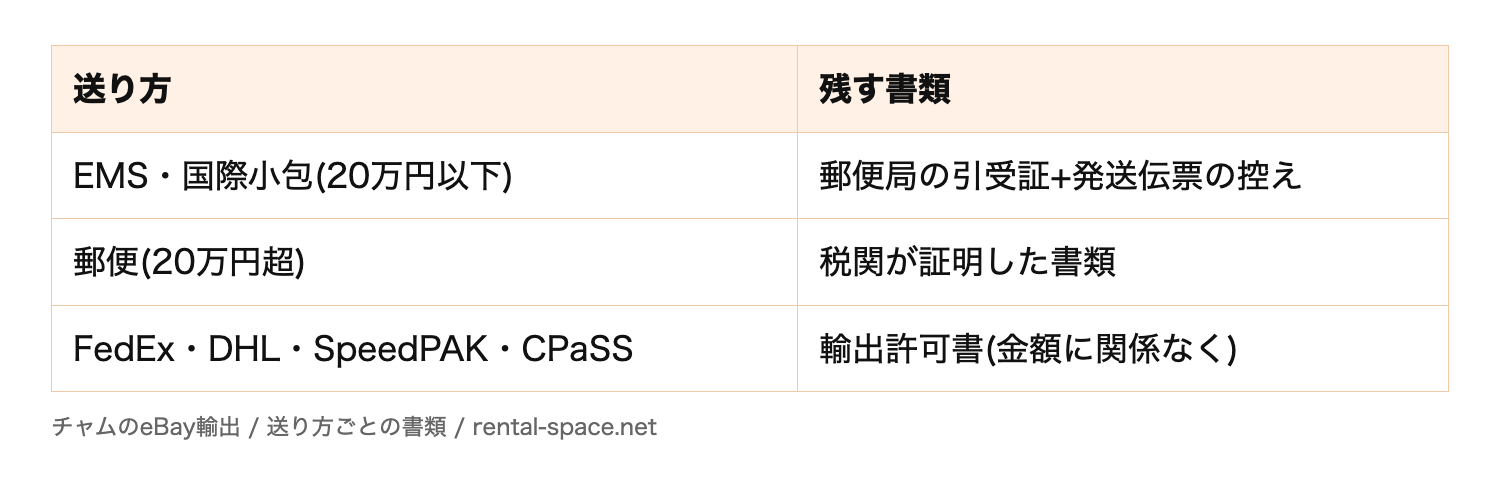 送り方 残す書類
EMS・国際小包(20万円以下) 郵便局の引受証+発送伝票の控え
郵便(20万円超) 税関が証明した書類
FedEx・DHL・SpeedPAK・CPaSS 輸出許可書(金額に関係なく)
チャムのeBay輸出 / 送り方ごとの書類 / rental-space.net